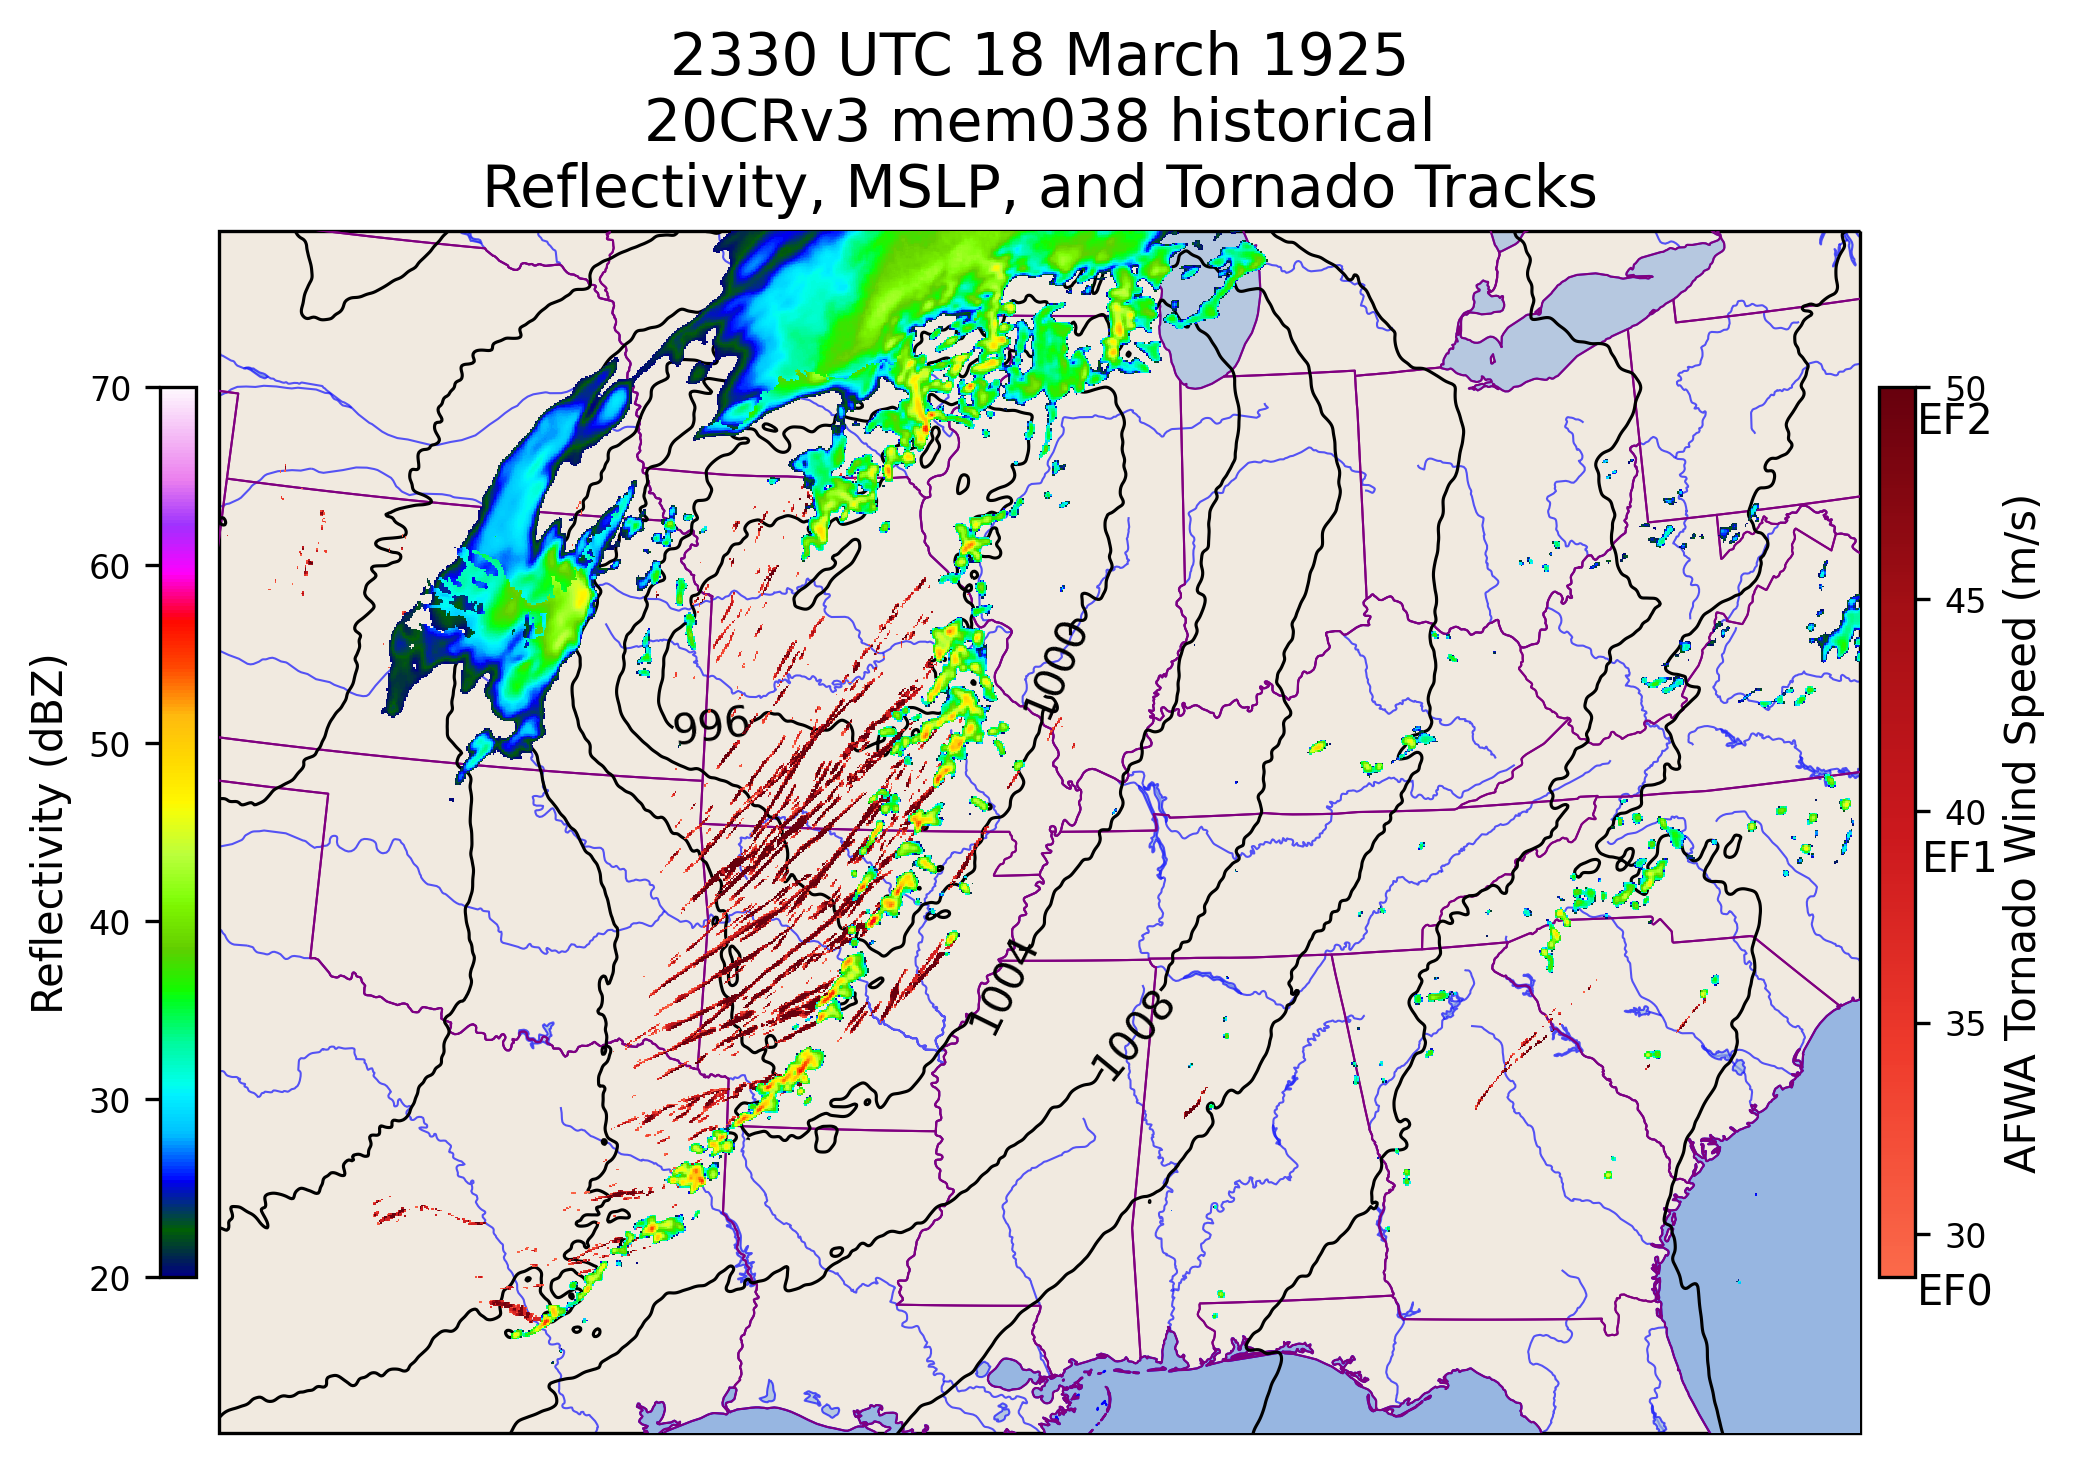 2330 UTC 18 March 1925
20CRv3 mem038 historical
Reflectivity, MSLP, and Tornado Tracks
Reflectivity (dBZ)
70
60
50
40
30
20
996
1000
1004
1008
50
EF2
45
40
EF1
35
30
EF0
AFWA Tornado Wind Speed (m/s)